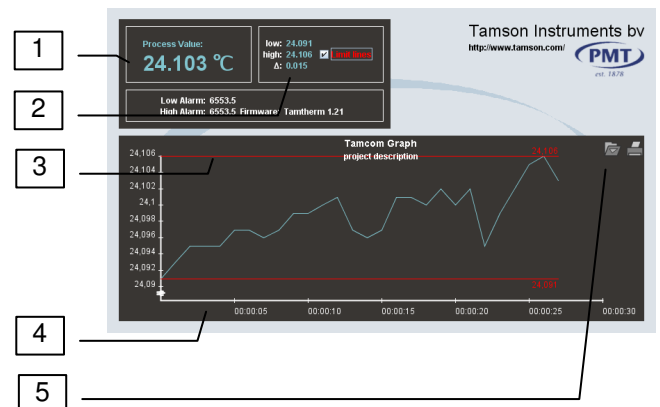 1
2
3
4
5
Process Value:
24.103 °C
low: 24.091
high: 24.106 Limit lines
Δ: 0.015
Low Alarm: 6553.5
High Alarm: 6553.5 Firmware: Tamtherm 1.21
Tamson Instruments bv
http://www.tamson.com/
PMT
est. 1878
Tamcom Graph
project description
24,106
24,104
24,102
24,1
24,098
24,096
24,094
24,092
24,09
24,106
24,091
00:00:05 00:00:10 00:00:15 00:00:20 00:00:25 00:00:30